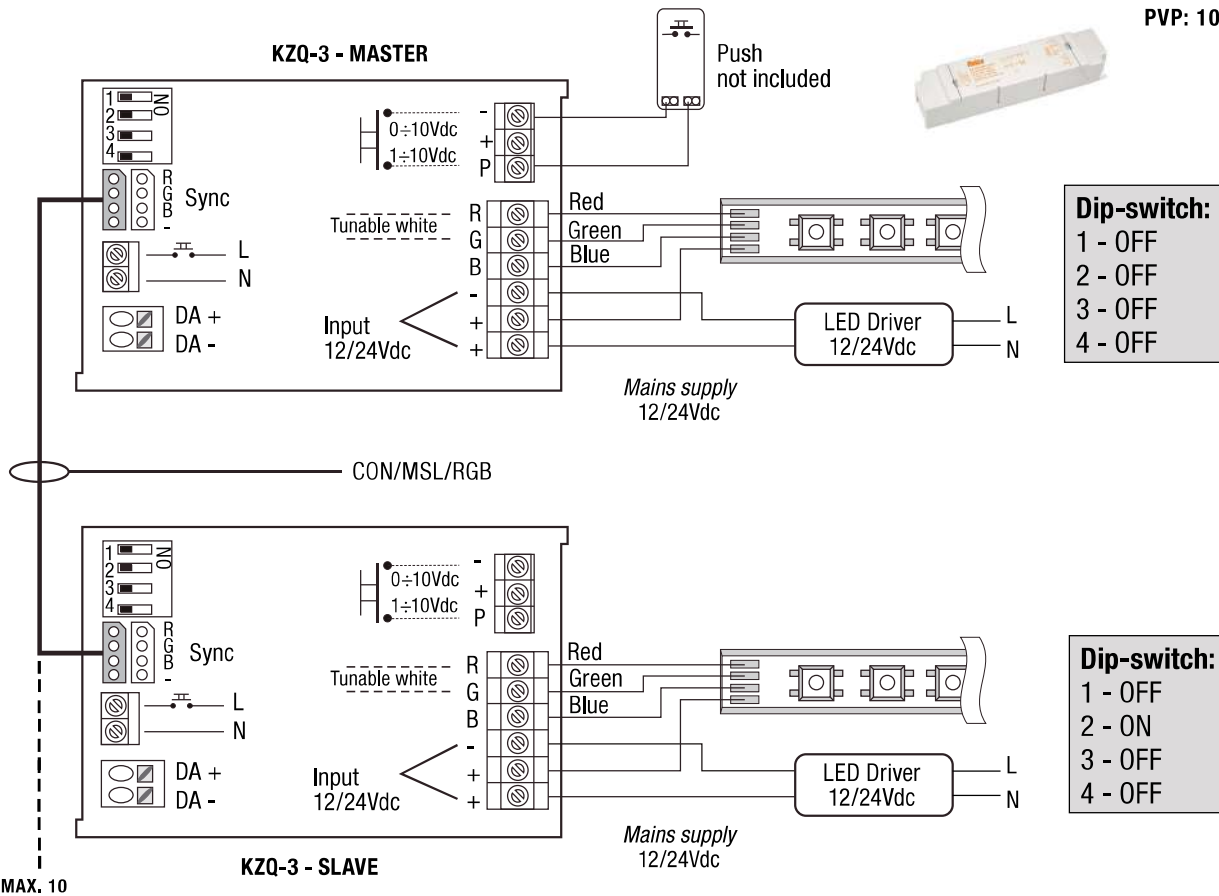 PVP: 10
KZQ-3 - MASTER
Push
not included
1
2
3
4
ON
0÷10Vdc
1÷10Vdc
-
+
P
R
G
B
-
Sync
L
N
DA +
DA -
Tunable white
Input
12/24Vdc
R
G
B
-
+
+
Red
Green
Blue
LED Driver
12/24Vdc
L
N
Mains supply
12/24Vdc
Dip-switch:
1 - OFF
2 - OFF
3 - OFF
4 - OFF
CON/MSL/RGB
1
2
3
4
ON
0÷10Vdc
1÷10Vdc
-
+
P
R
G
B
-
Sync
L
N
DA +
DA -
Tunable white
Input
12/24Vdc
R
G
B
-
+
+
Red
Green
Blue
LED Driver
12/24Vdc
L
N
Mains supply
12/24Vdc
Dip-switch:
1 - OFF
2 - ON
3 - OFF
4 - OFF
KZQ-3 - SLAVE
MAX. 10